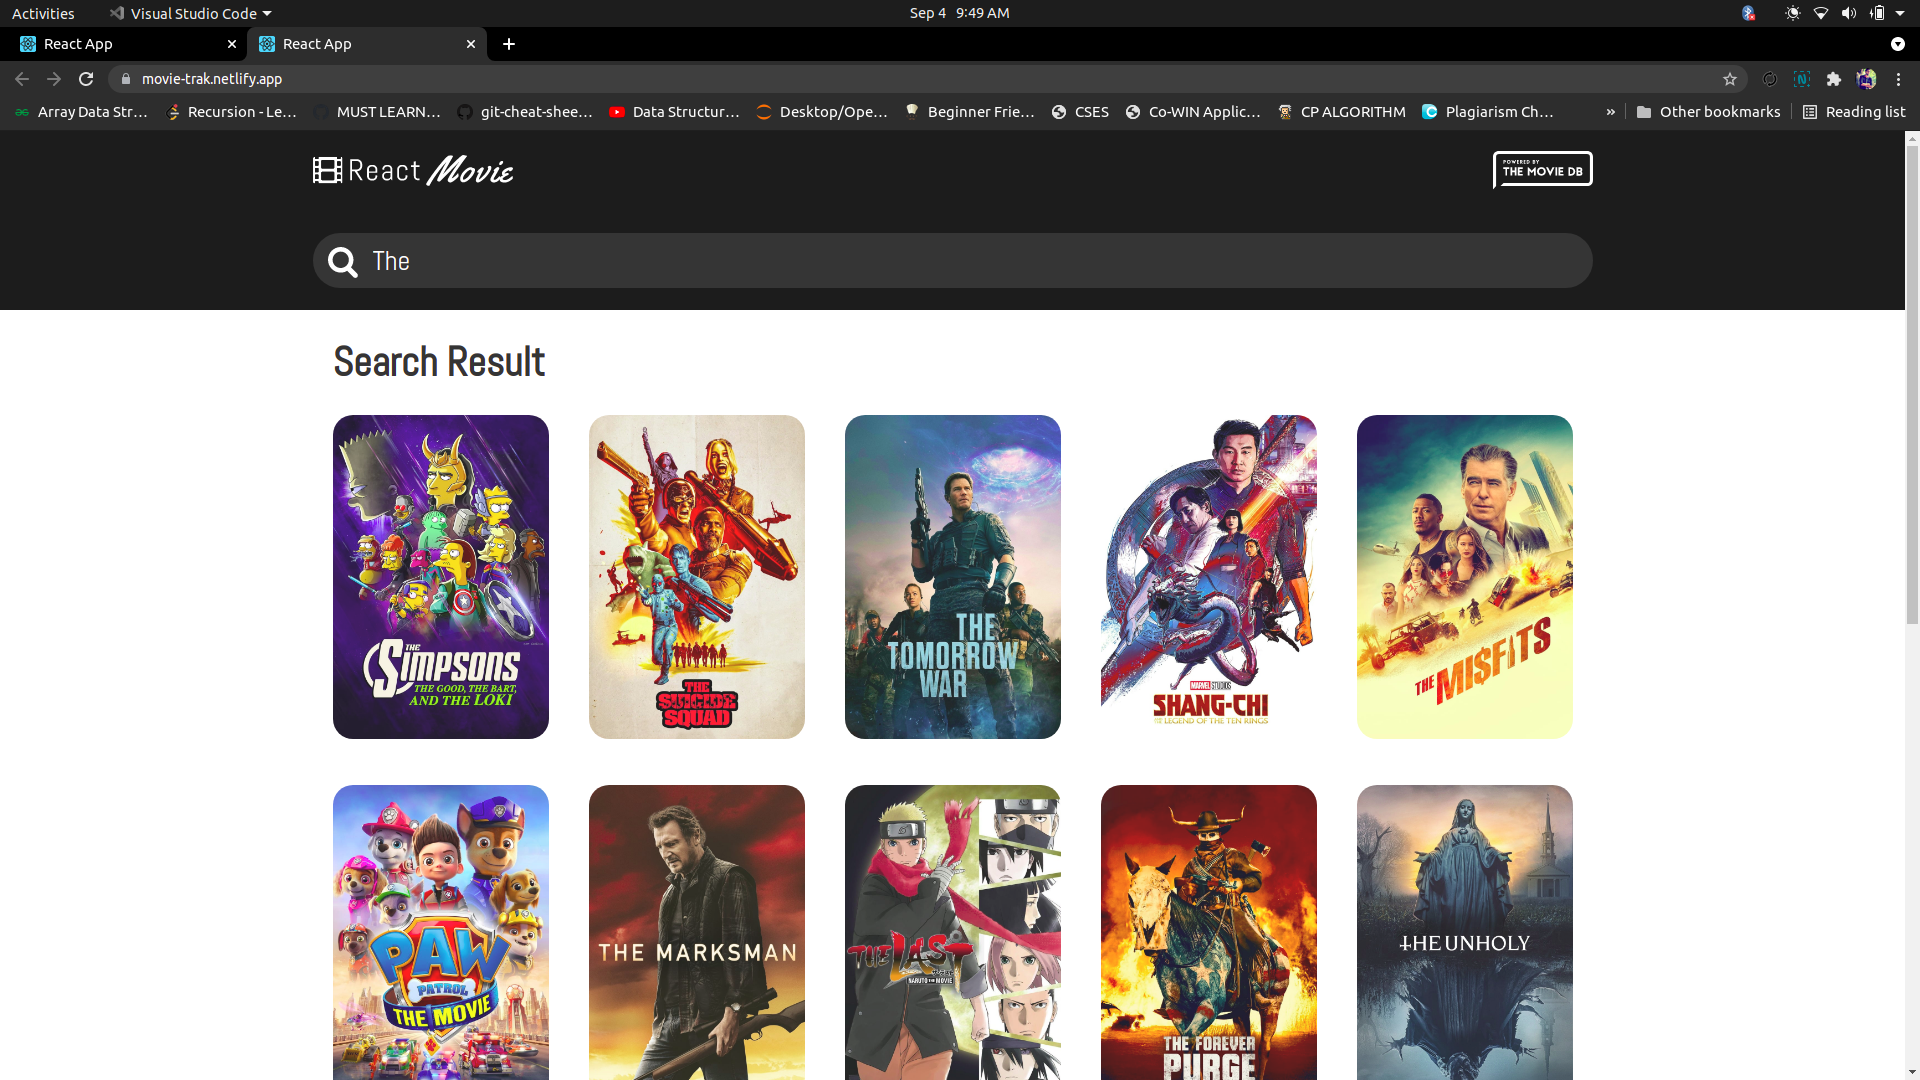 Activities
Visual Studio Code
Sep 4 9:49 AM
React App
React App
movie-trak.netlify.app
Array Data Str...
Recursion - Le...
MUST LEARN...
git-cheat-shee...
Data Structur...
Desktop/Ope...
Beginner Frie...
CSES
Co-WIN Applic...
CP ALGORITHM
Plagiarism Ch...
»
Other bookmarks
Reading list
React Movie
POWERED BY
THE MOVIE DB
The
Search Result
THE
SIMPSONS
THE GOOD, THE BART,
AND THE LOKI
THE
SUICIDE
SQUAD
THE
TOMORROW
WAR
MARVEL STUDIOS
SHANG-CHI
AND THE LEGEND OF THE TEN RINGS
THE MI$FITS
PAW
PATROL
THE MOVIE
THE MARKSMAN
THE LAST
NARUTO THE MOVIE
THE FOREVER
PURGE
THE UNHOLY